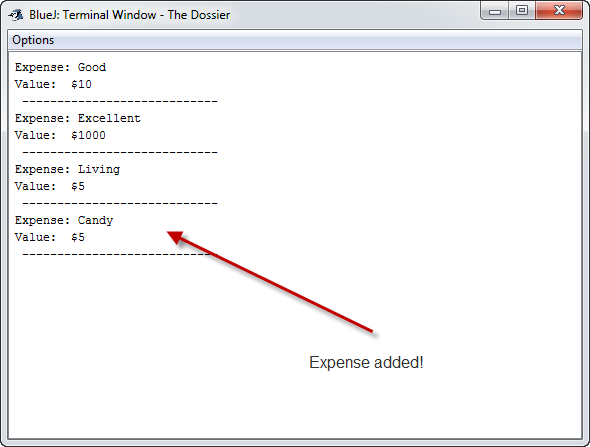 BlueJ: Terminal Window - The Dossier
Options
Expense: Good
Value:  $10
----------------------------
Expense: Excellent
Value:  $1000
----------------------------
Expense: Living
Value:  $5
----------------------------
Expense: Candy
Value:  $5
----------------------------
Expense added!